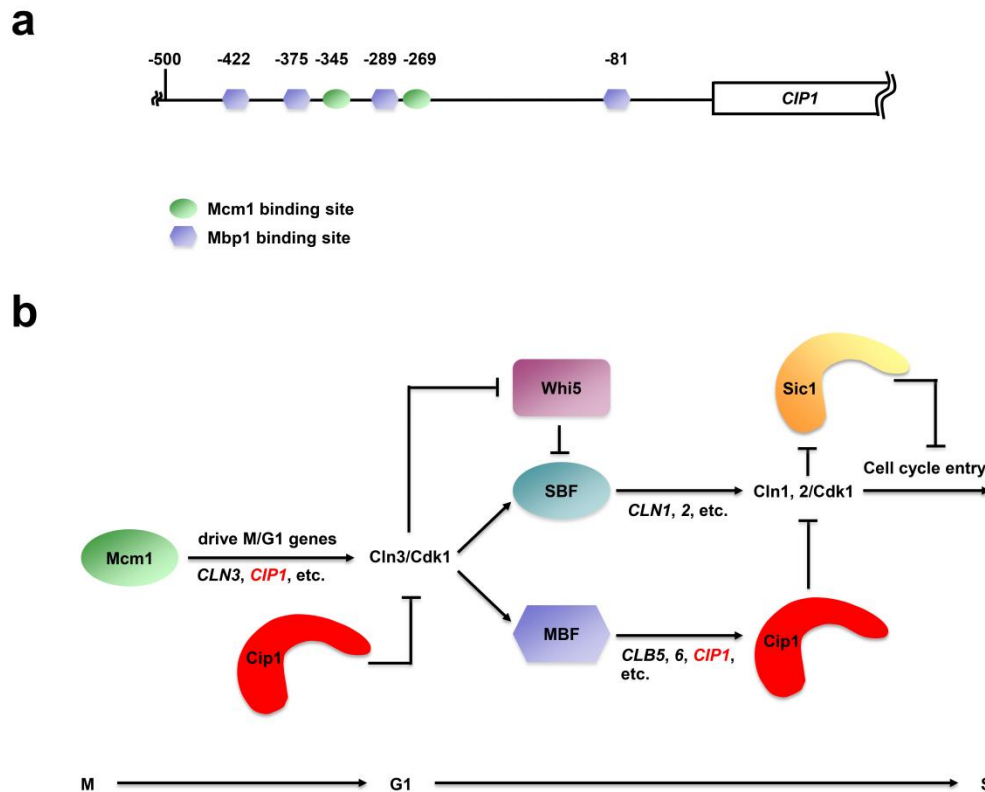 a
-500 -422 -375 -345 -289 -269 -81
CIP1
Mcm1 binding site
Mbp1 binding site
b
Whi5
Sic1
SBF
CLN1, 2, etc.
Cln1, 2/Cdk1
Cell cycle entry
Mcm1
drive M/G1 genes
CLN3, CIP1, etc.
Cln3/Cdk1
Cip1
MBF
CLB5, 6, CIP1,
etc.
Cip1
M G1 S